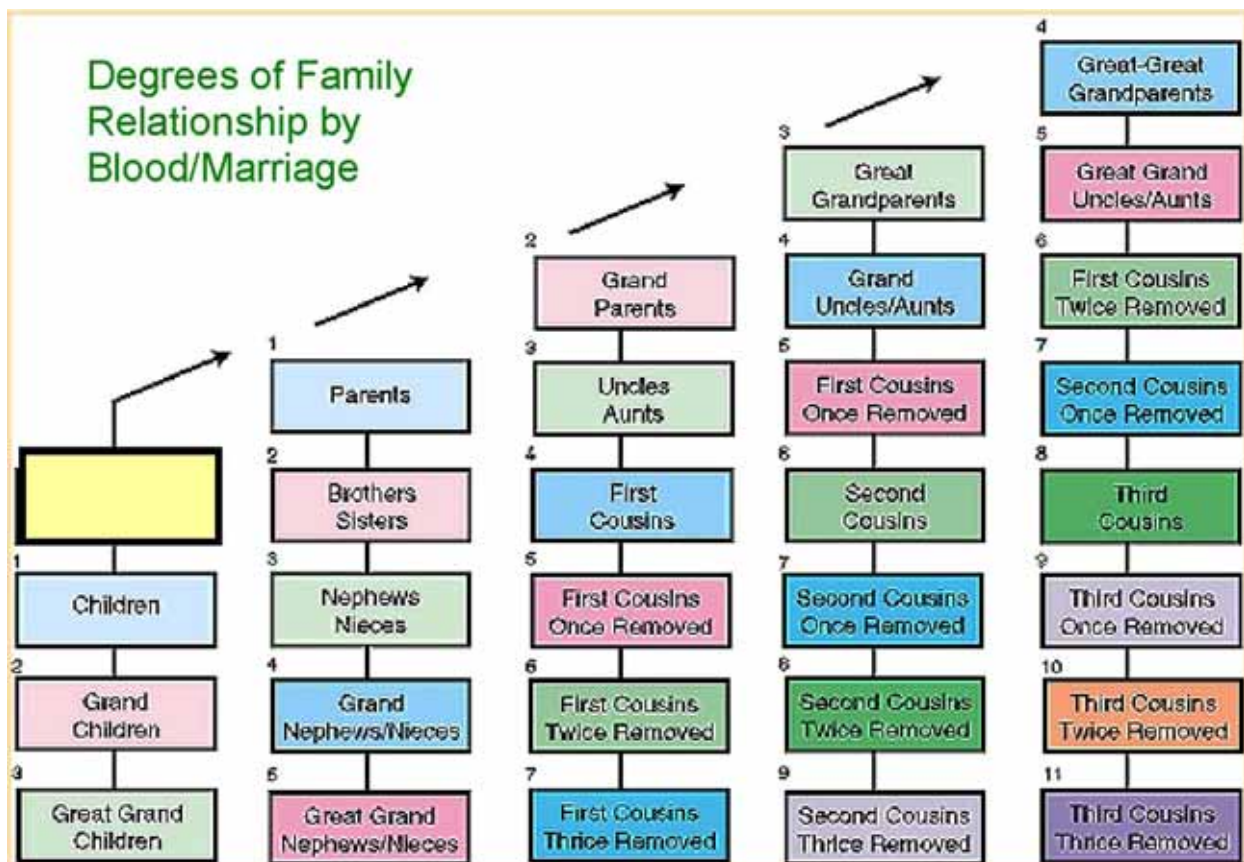 Degrees of Family
Relationship by
Blood/Marriage
1
Children
2
Grand
Children
3
Great Grand
Children
1
Parents
2
Brothers
Sisters
3
Nephews
Nieces
4
Grand
Nephews/Nieces
5
Great Grand
Nephews/Nieces
2
Grand
Parents
3
Uncles
Aunts
4
First
Cousins
5
First Cousins
Once Removed
6
First Cousins
Twice Removed
7
First Cousins
Thrice Removed
3
Great
Grandparents
4
Grand
Uncles/Aunts
5
First Cousins
Once Removed
6
Second
Cousins
7
Second Cousins
Once Removed
8
Second Cousins
Twice Removed
9
Second Cousins
Thrice Removed
4
Great-Great
Grandparents
5
Great Grand
Uncles/Aunts
6
First Cousins
Twice Removed
7
Second Cousins
Once Removed
8
Third
Cousins
9
Third Cousins
Once Removed
10
Third Cousins
Twice Removed
11
Third Cousins
Thrice Removed